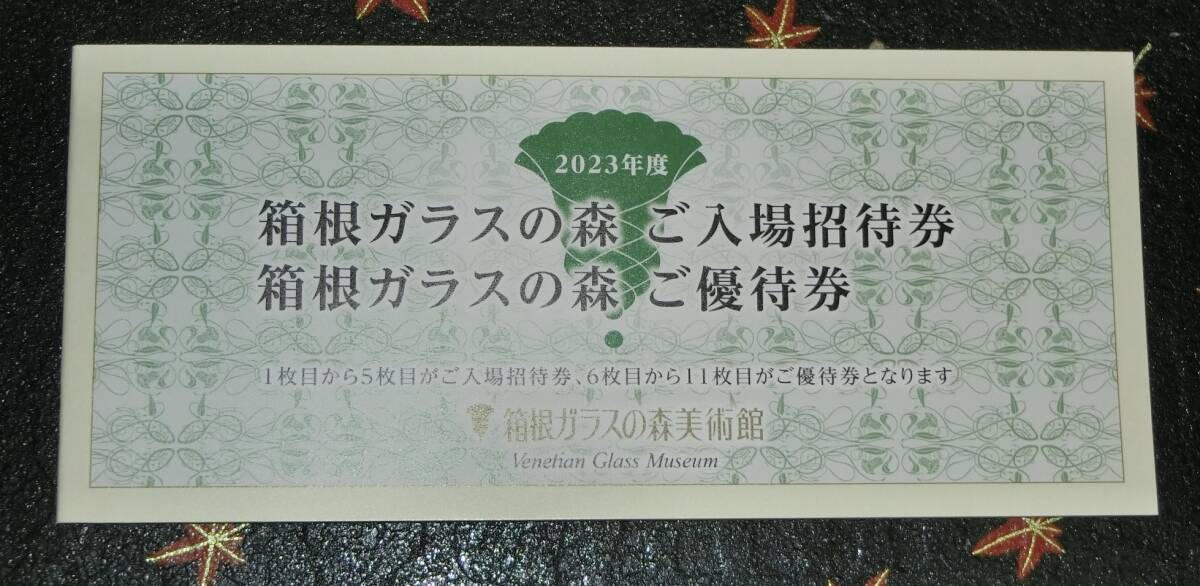 2023年度
箱根ガラスの森 ご入場招待券
箱根ガラスの森 ご優待券
1枚目から5枚目がご入場招待券、6枚目から11枚目がご優待券となります
箱根ガラスの森美術館
Venetian Glass Museum